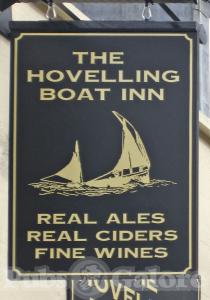 THE
HOVELLING
BOAT INN
REAL ALES
REAL CIDERS
FINE WINES